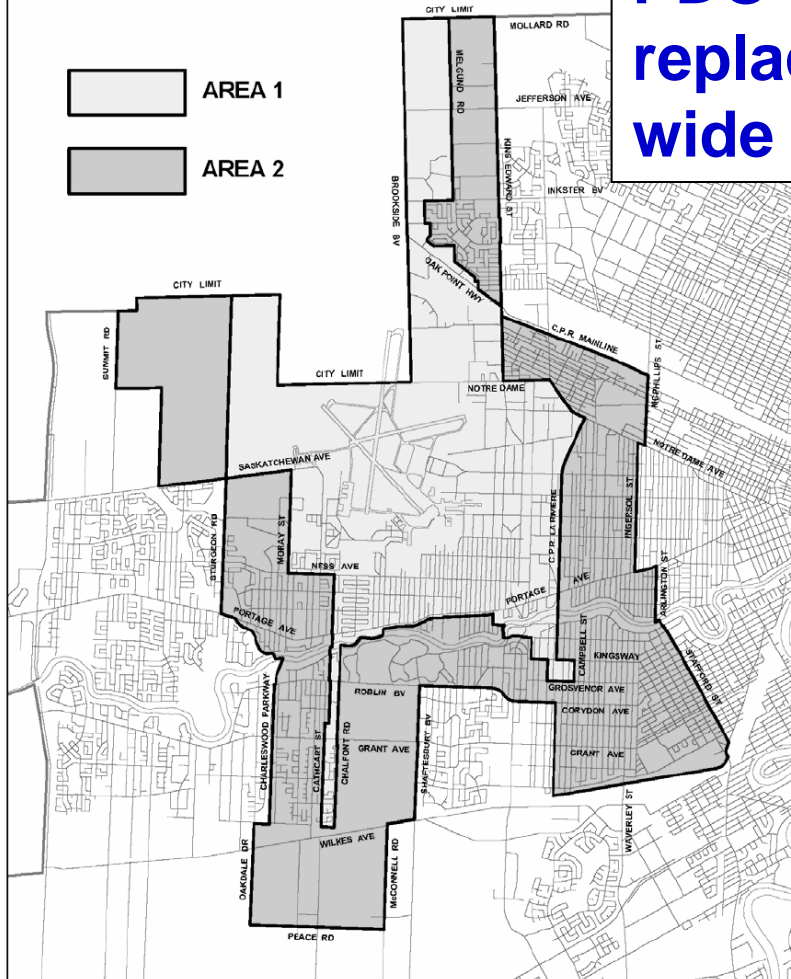 CITY LIMIT
MOLLARD RD
replac
wide
AREA 1
AREA 2
MELGUND RD
JEFFERSON AVE
KING EDWARD ST
INKSTER BV
BROOKSIDE BV
OAK POINT HWY
CITY LIMIT
SUMMIT RD
C.P.R. MAINLINE
CITY LIMIT
NOTRE DAME
McPHILLIPS ST
NOTRE DAME AVE
SASKATCHEWAN AVE
STURGEON RD
MORAY ST
C.P.R. LARIVIERE
INGERSOL ST
NESS AVE
PORTAGE AVE
ARLINGTON ST
PORTAGE AVE
CAMPBELL ST
KINGSWAY
STAFFORD ST
ROBLIN BV
GROSVENOR AVE
CORYDON AVE
CHARLESWOOD PARKWAY
CATHCART ST
CHALFONT RD
GRANT AVE
SHAFTESBURY BV
GRANT AVE
WAVERLEY ST
WILKES AVE
OAKDALE DR
McCONNELL RD
PEACE RD